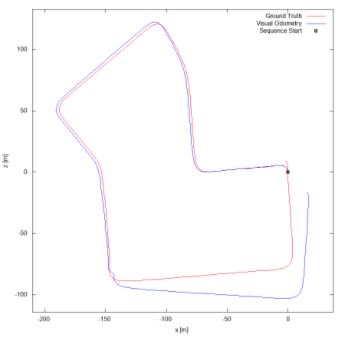 Ground Truth
Visual Odometry
Sequence Start
100
50
0
-50
-100
z [m]
-200
-150
-100
-50
0
x [m]